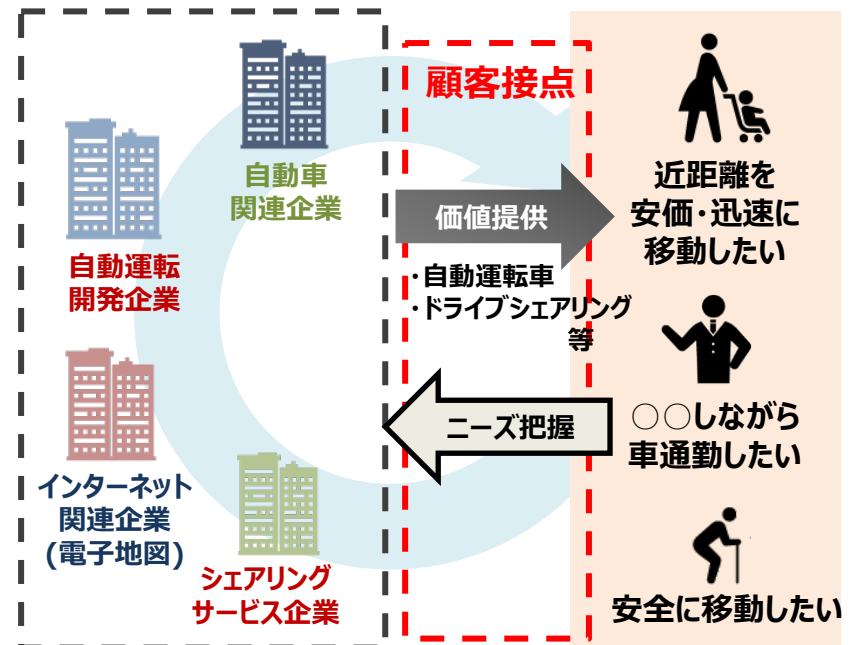 自動車
関連企業
自動運転
開発企業
インターネット
関連企業
(電子地図)
シェアリング
サービス企業
顧客接点
価値提供
・自動運転車
・ドライブシェアリング
等
ニーズ把握
近距離を
安価・迅速に
移動したい
○○しながら
車通勤したい
安全に移動したい